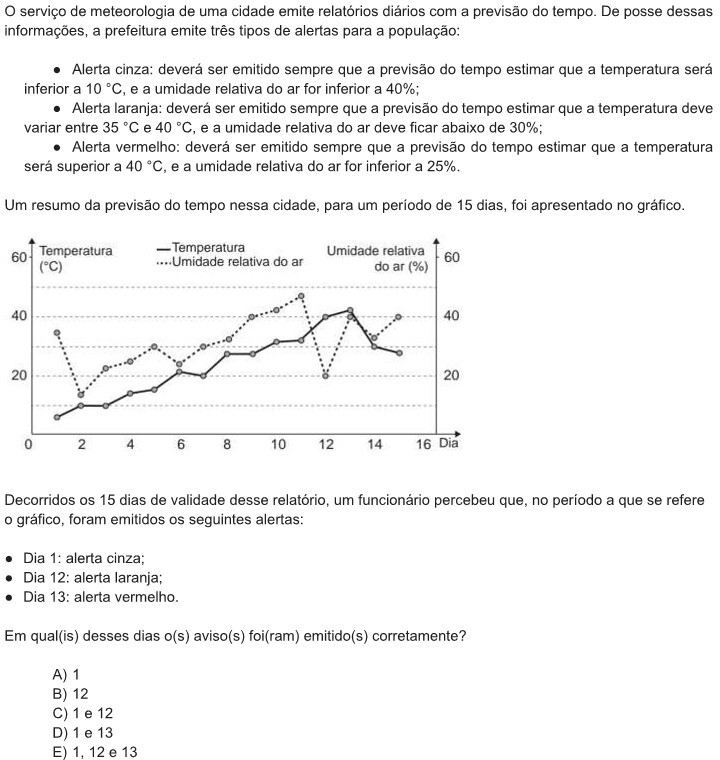 O serviço de meteorologia de uma cidade emite relatórios diários com a previsão do tempo. De posse dessas
informações, a prefeitura emite três tipos de alertas para a população:
● Alerta cinza: deverá ser emitido sempre que a previsão do tempo estimar que a temperatura será
inferior a 10 °C, e a umidade relativa do ar for inferior a 40%;
● Alerta laranja: deverá ser emitido sempre que a previsão do tempo estimar que a temperatura deve
variar entre 35 °C e 40 °C, e a umidade relativa do ar deve ficar abaixo de 30%;
● Alerta vermelho: deverá ser emitido sempre que a previsão do tempo estimar que a temperatura
será superior a 40 °C, e a umidade relativa do ar for inferior a 25%.
Um resumo da previsão do tempo nessa cidade, para um período de 15 dias, foi apresentado no gráfico.
Temperatura
(°C)
Temperatura
Umidade relativa do ar
Umidade relativa
do ar (%)
60 60
40 40
20 20
0 2 4 6 8 10 12 14 16 Dia
Decorridos os 15 dias de validade desse relatório, um funcionário percebeu que, no período a que se refere
o gráfico, foram emitidos os seguintes alertas:
● Dia 1: alerta cinza;
● Dia 12: alerta laranja;
● Dia 13: alerta vermelho.
Em qual(is) desses dias o(s) aviso(s) foi(ram) emitido(s) corretamente?
A) 1
B) 12
C) 1 e 12
D) 1 e 13
E) 1, 12 e 13